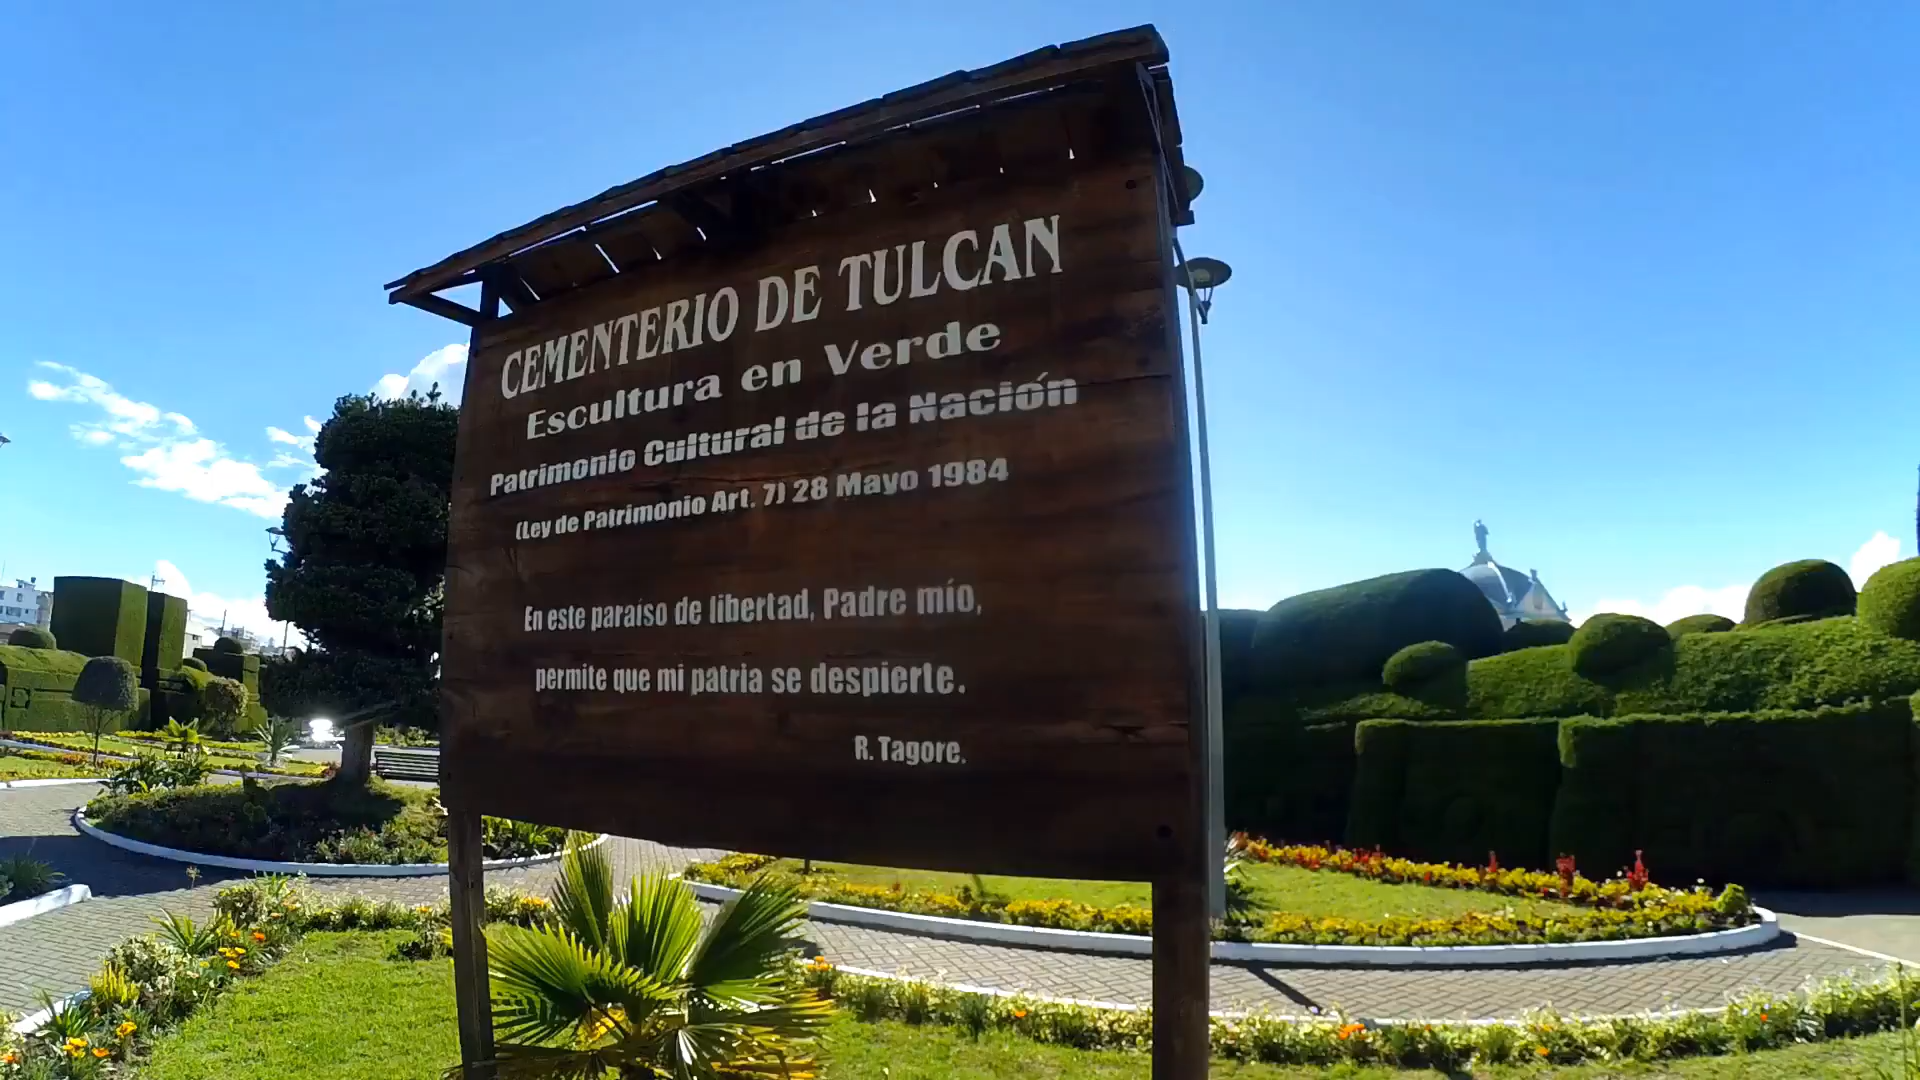 CEMENTERIO DE TULCAN
Escultura en Verde
Patrimonio Cultural de la Nación
(Ley de Patrimonio Art. 7) 28 Mayo 1984
En este paraíso de libertad, Padre mío,
permite que mi patria se despierte.
R. Tagore.